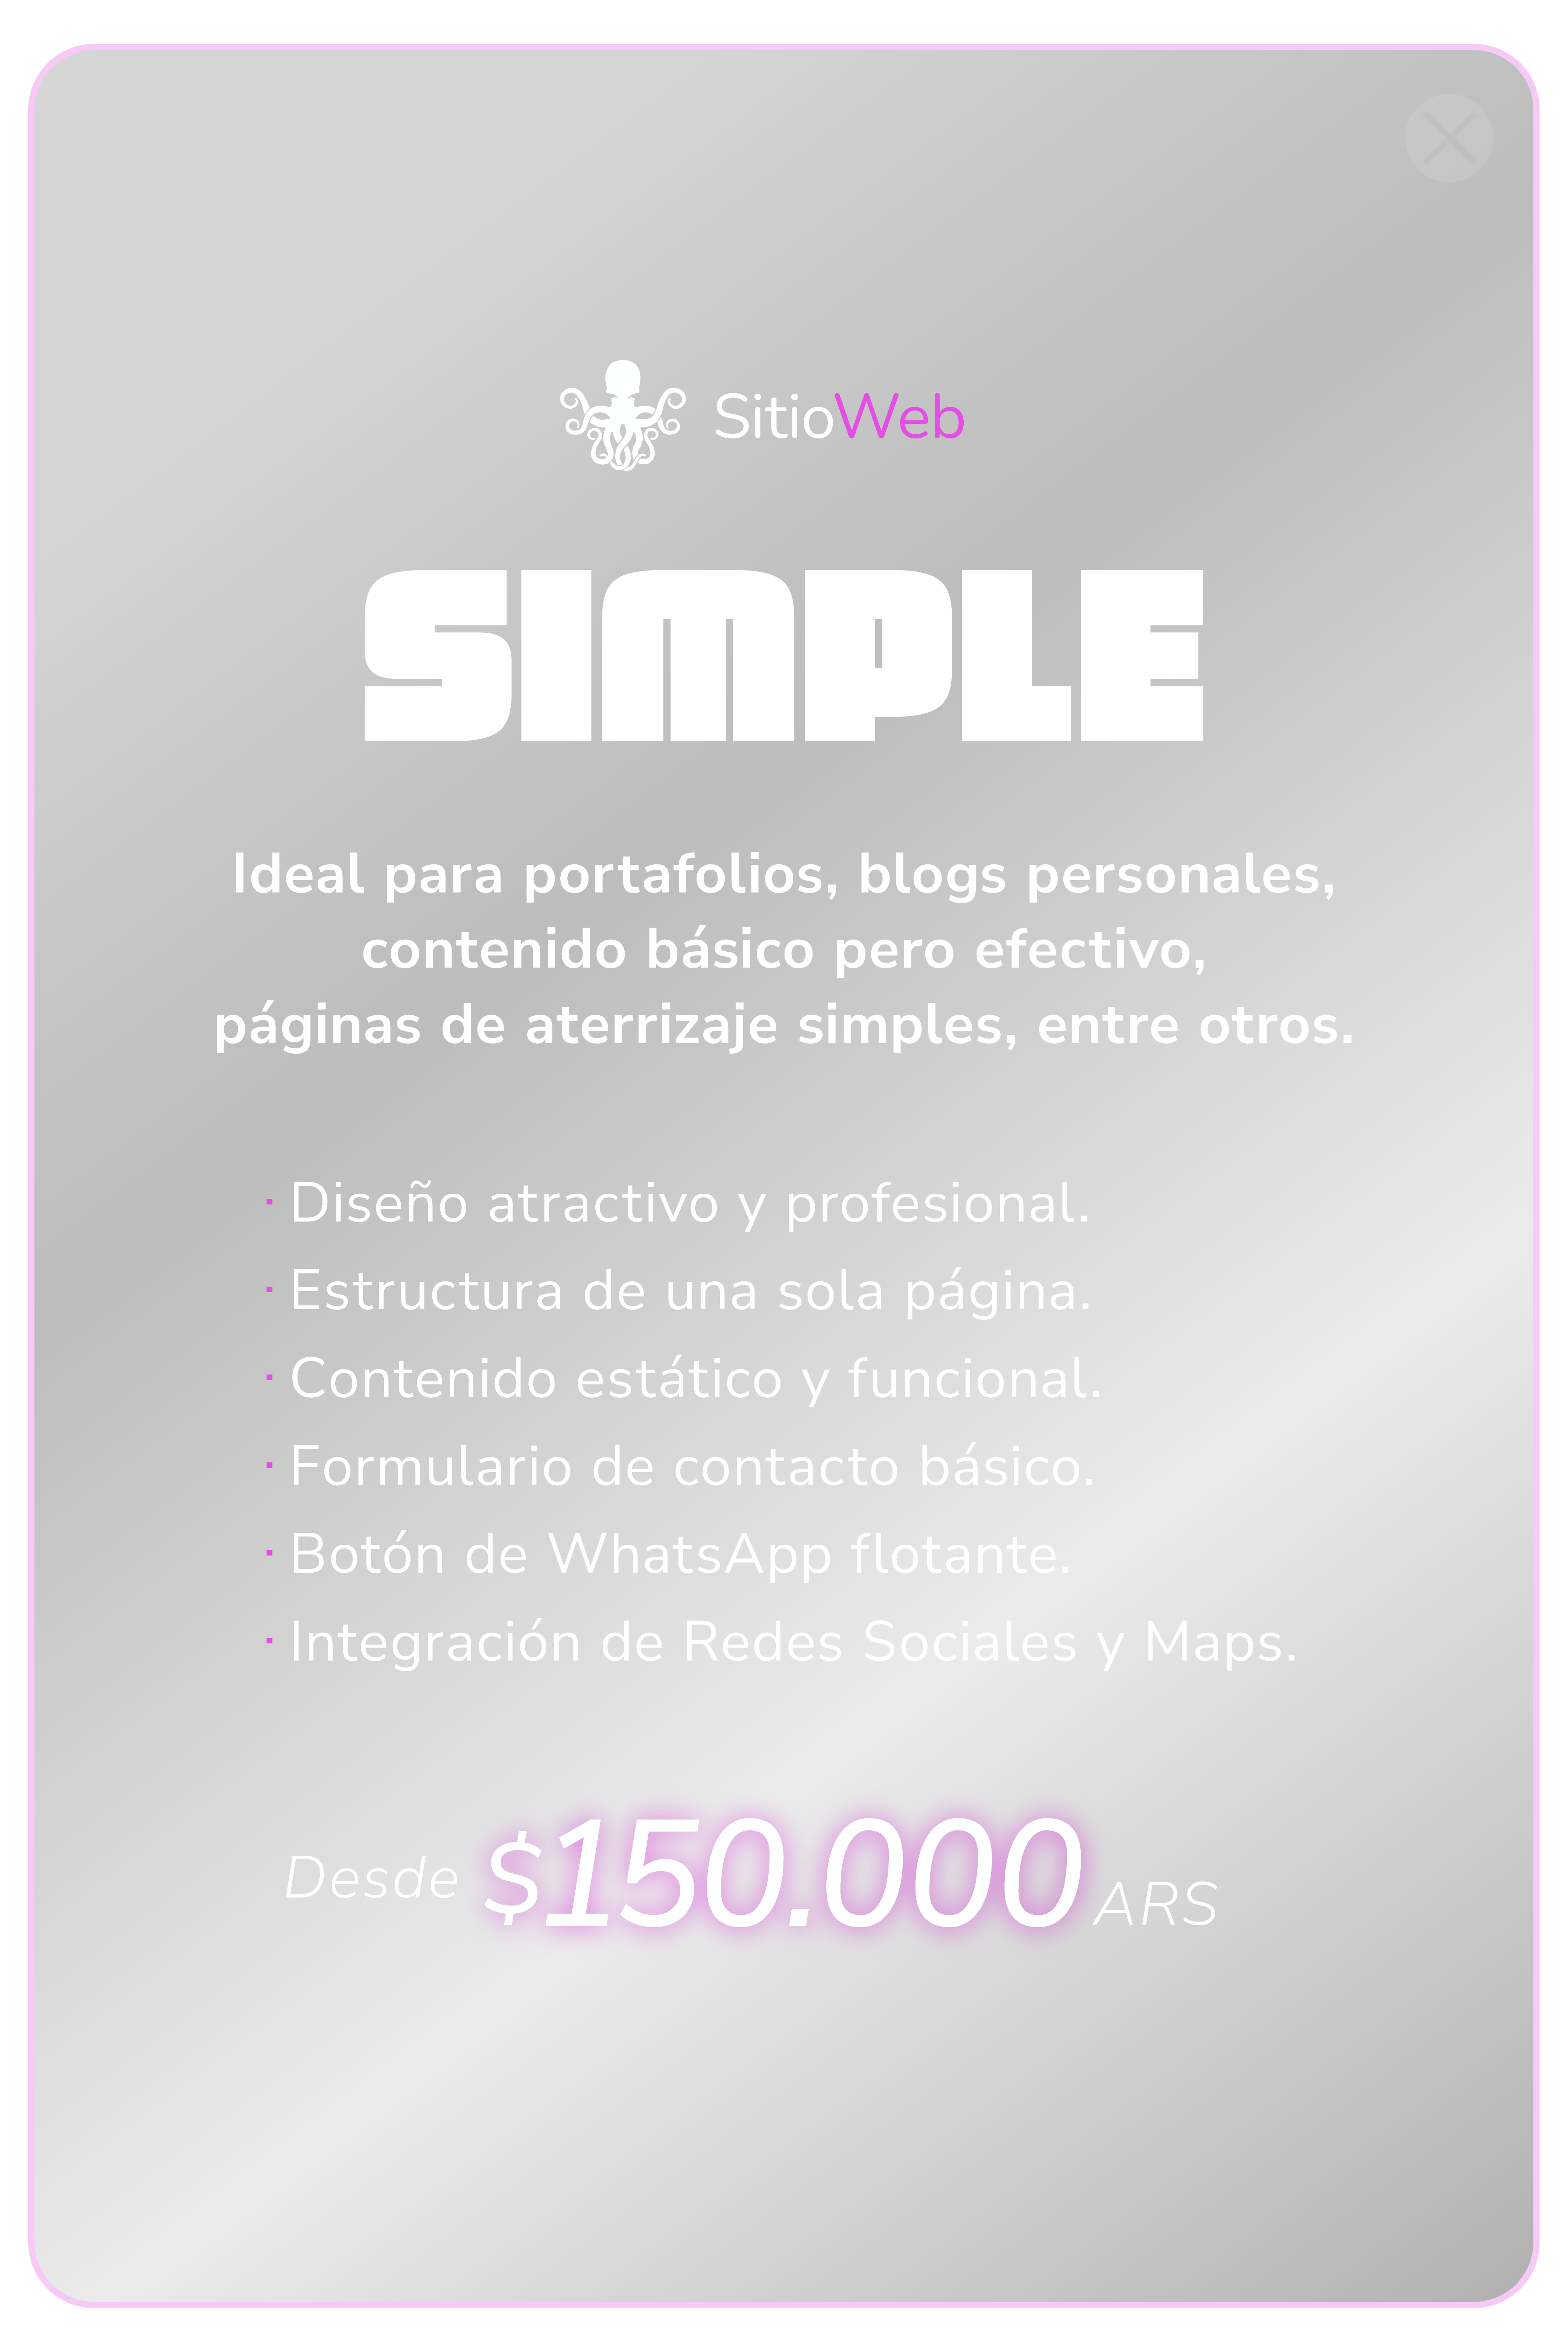 SitioWeb
SIMPLE
Ideal para portafolios, blogs personales,
contenido básico pero efectivo,
páginas de aterrizaje simples, entre otros.
· Diseño atractivo y profesional.
· Estructura de una sola página.
· Contenido estático y funcional.
· Formulario de contacto básico.
· Botón de WhatsApp flotante.
· Integración de Redes Sociales y Maps.
Desde $150.000 ARS